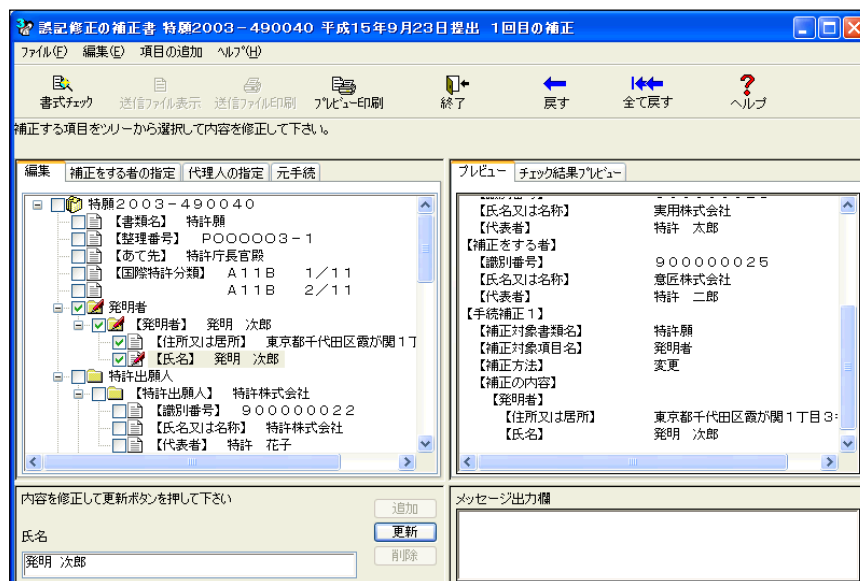 誤記修正の補正書 特願2003-490040 平成15年9月23日提出 1回目の補正
ファイル(F) 編集(E) 項目の追加 ヘルプ(H)
書式チェック 送信ファイル表示 送信ファイル印刷 プレビュー印刷 終了 戻す 全て戻す ヘルプ
補正する項目をツリーから選択して内容を修正して下さい。
編集 補正をする者の指定 代理人の指定 元手続
特願2003-490040
【書類名】 特許願
【整理番号】 P000003-1
【あて先】 特許庁長官殿
【国際特許分類】 A11B 1/11
A11B 2/11
発明者
【発明者】 発明 次郎
【住所又は居所】 東京都千代田区霞が関1丁
【氏名】 発明 次郎
特許出願人
【特許出願人】 特許株式会社
【識別番号】 900000022
【氏名又は名称】 特許株式会社
【代表者】 特許 花子
プレビュー チェック結果プレビュー
【氏名又は名称】 実用株式会社
【代表者】 特許 太郎
【補正をする者】
【識別番号】 900000025
【氏名又は名称】 意匠株式会社
【代表者】 特許 二郎
【手続補正1】
【補正対象書類名】 特許願
【補正対象項目名】 発明者
【補正方法】 変更
【補正の内容】
【発明者】
【住所又は居所】 東京都千代田区霞が関1丁目3
【氏名】 発明 次郎
内容を修正して更新ボタンを押して下さい
追加
更新
削除
氏名
発明 次郎
メッセージ出力欄